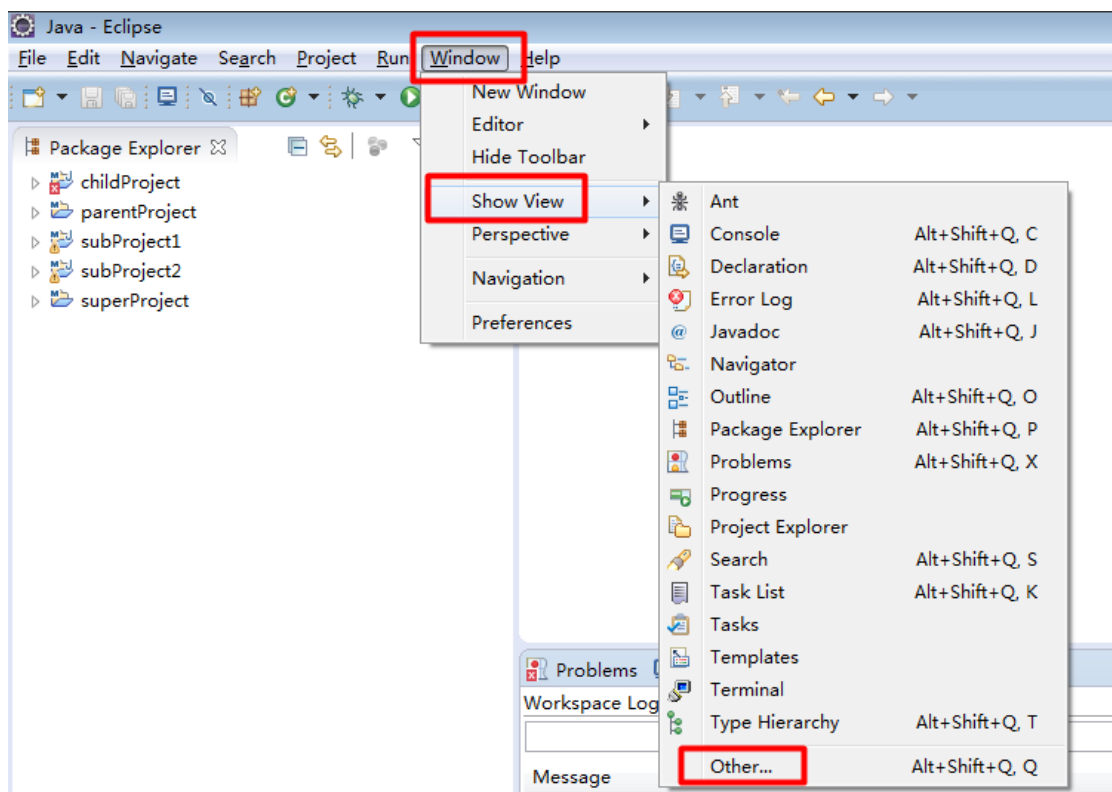 Java - Eclipse
File Edit Navigate Search Project Run Window Help
New Window
Editor
Hide Toolbar
Show View
Perspective
Navigation
Preferences
Package Explorer
childProject
parentProject
subProject1
subProject2
superProject
Ant
Console Alt+Shift+Q, C
Declaration Alt+Shift+Q, D
Error Log Alt+Shift+Q, L
Javadoc Alt+Shift+Q, J
Navigator
Outline Alt+Shift+Q, O
Package Explorer Alt+Shift+Q, P
Problems Alt+Shift+Q, X
Progress
Project Explorer
Search Alt+Shift+Q, S
Task List Alt+Shift+Q, K
Tasks
Templates
Terminal
Type Hierarchy Alt+Shift+Q, T
Other... Alt+Shift+Q, Q
Problems
Workspace Log
Message